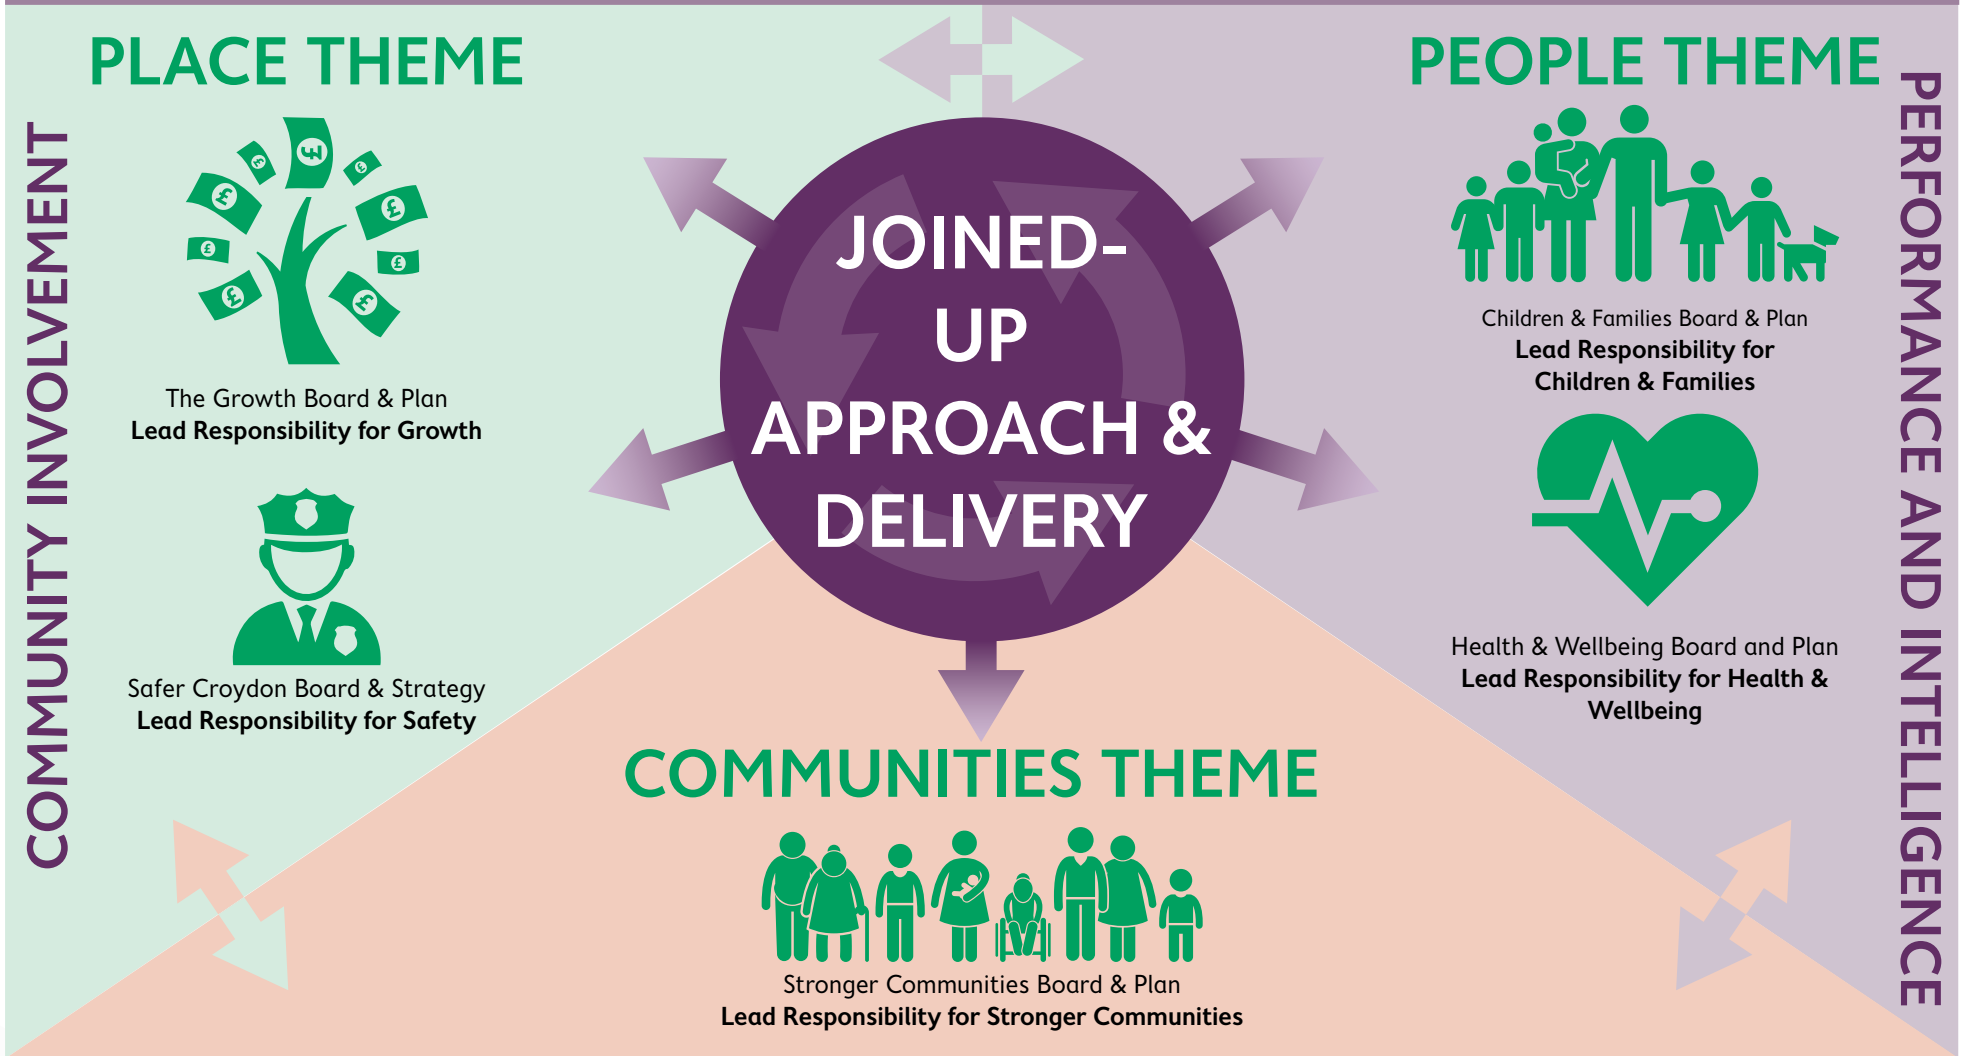 PLACE THEME
COMMUNITY INVOLVEMENT
£
£
£
£
£
£
£
£
£
The Growth Board & Plan
Lead Responsibility for Growth
Safer Croydon Board & Strategy
Lead Responsibility for Safety
JOINED-
UP
APPROACH &
DELIVERY
PEOPLE THEME
Children & Families Board & Plan
Lead Responsibility for
Children & Families
Health & Wellbeing Board and Plan
Lead Responsibility for Health &
Wellbeing
PERFORMANCE AND INTELLIGENCE
COMMUNITIES THEME
Stronger Communities Board & Plan
Lead Responsibility for Stronger Communities